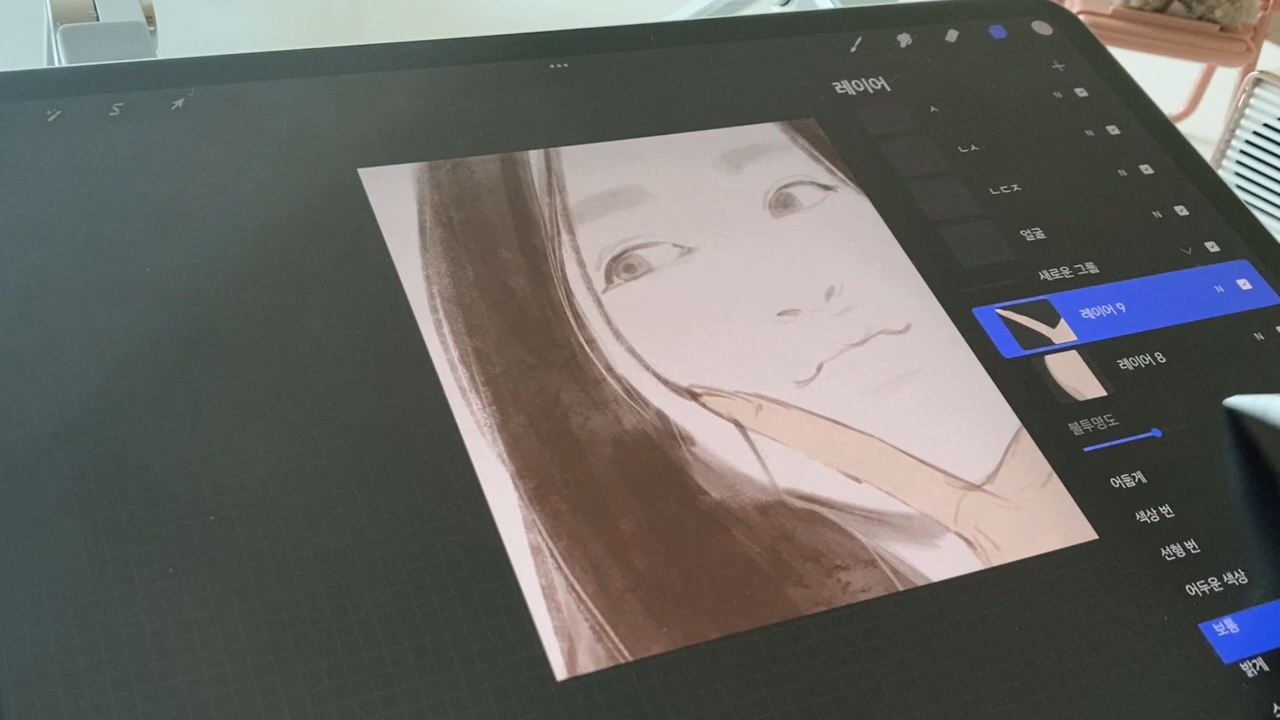 레이어
ㅅ
N
ㄴㅅ
N
ㄴㄷㅈ
N
얼굴
N
새로운 그룹
레이어 9
N
레이어 8
N
불투명도
어둡게
색상 번
선형 번
어두운 색상
보통
밝게